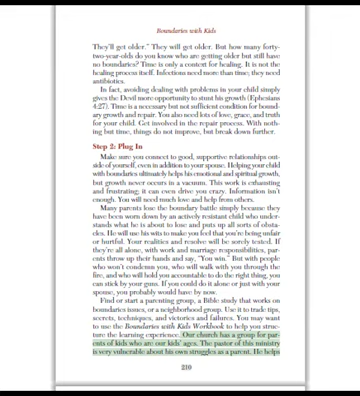 Boundaries with Kids
They'll get older." They will get older. But how many forty-
two-year-olds do you know who are getting older but still have
no boundaries? Time is only a context for healing. It is not the
healing process itself. Infections need more than time; they need
antibiotics.
In fact, avoiding dealing with problems in your child simply
gives the Devil more opportunity to stunt his growth (Ephesians
4:27). Time is a necessary but not sufficient condition for bound-
ary growth and repair. You also need lots of love, grace, and truth
for your child. Get involved in the repair process. With noth-
ing but time, things do not improve, but break down further.
Step 2: Plug In
Make sure you connect to good, supportive relationships out-
side of yourself, even in addition to your spouse. Helping your child
with boundaries ultimately helps his emotional and spiritual growth,
but growth never occurs in a vacuum. This work is exhausting
and frustrating; it can even drive you crazy. Information isn't
enough. You will need much love and help from others.
Many parents lose the boundary battle simply because they
have been worn down by an actively resistant child who under-
stands what he is about to lose and puts up all sorts of obsta-
cles. He will use his wits to make you feel that you're being unfair
or hurtful. Your realities and resolve will be sorely tested. If
they're all alone, with work and marriage responsibilities, par-
ents throw up their hands and say, "You win." But with people
who won't condemn you, who will walk with you through the
fire, and who will hold you accountable to do the right thing, you
can stick by your guns. If you could do it alone or just with your
spouse, you probably would have by now.
Find or start a parenting group, a Bible study that works on
boundaries issues, or a neighborhood group. Use it to trade tips,
secrets, techniques, and victories and failures. You may want
to use the Boundaries with Kids Workbook to help you struc-
ture the learning experience. Our church has a group for par-
ents of kids who are our kids' ages. The pastor of this ministry
is very vulnerable about his own struggles as a parent. He helps
210